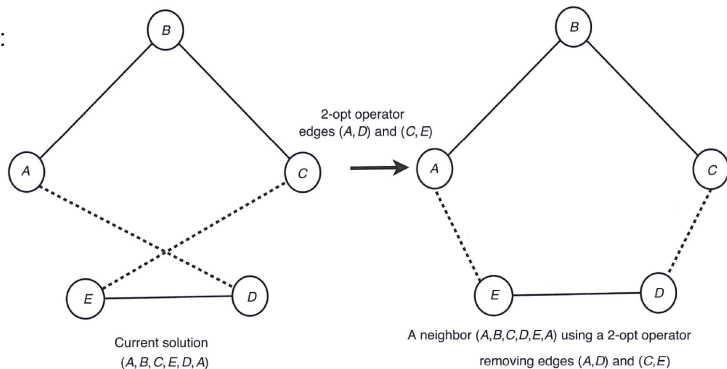 :
B
A
C
E
D
Current solution
(A,B,C,E,D,A)
2-opt operator
edges (A,D) and (C,E)
B
A
C
E
D
A neighbor (A,B,C,D,E,A) using a 2-opt operator
removing edges (A,D) and (C,E)